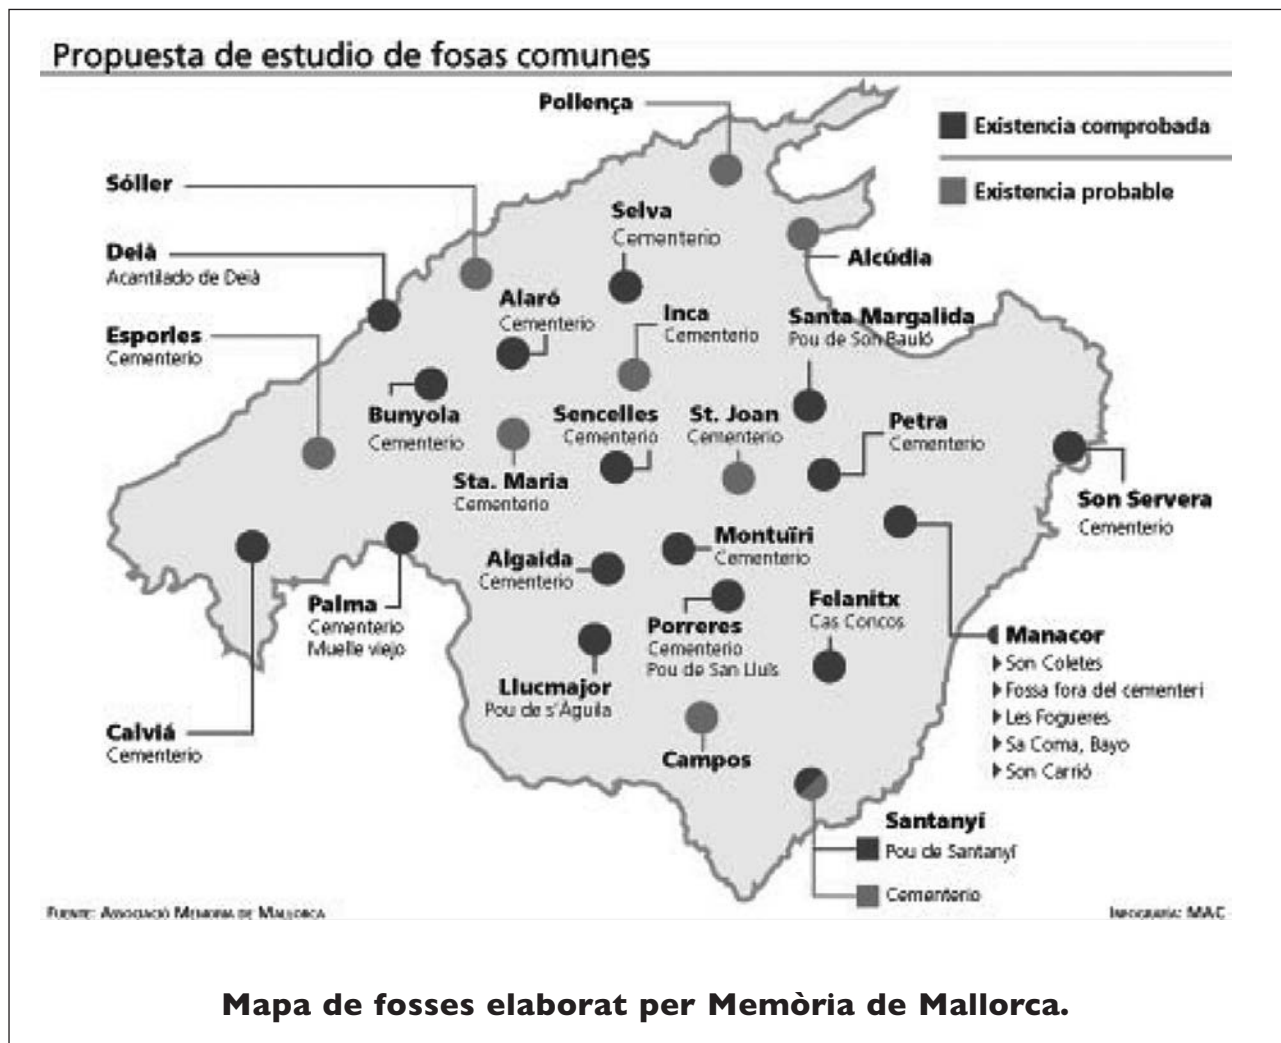 Propuesta de estudio de fosas comunes
Pollença
Existencia comprobada
Existencia probable
Sóller
Selva
Cementerio
Deià
Acantilado de Deià
Alcúdia
Alaró
Cementerio
Inca
Cementerio
Santa Margalida
Pou de Son Bauló
Esporles
Cementerio
Bunyola
Cementerio
Sencelles
Cementerio
St. Joan
Cementerio
Petra
Cementerio
Sta. Maria
Cementerio
Son Servera
Cementerio
Montuïri
Cementerio
Algaida
Cementerio
Palma
Cementerio
Muelle viejo
Porreres
Cementerio
Pou de San Lluís
Felanitx
Cas Concos
Manacor
Son Coletes
Fossa fora del cementeri
Les Fogueres
Sa Coma, Bayo
Son Carrió
Llucmajor
Pou de s'Àguila
Calviá
Cementerio
Campos
Santanyí
Pou de Santanyí
Cementerio
FUENTE: ASSOCIACIÓ MEMORIA DE MALLORCA
INFOGRAFÍA: MAC
Mapa de fosses elaborat per Memòria de Mallorca.